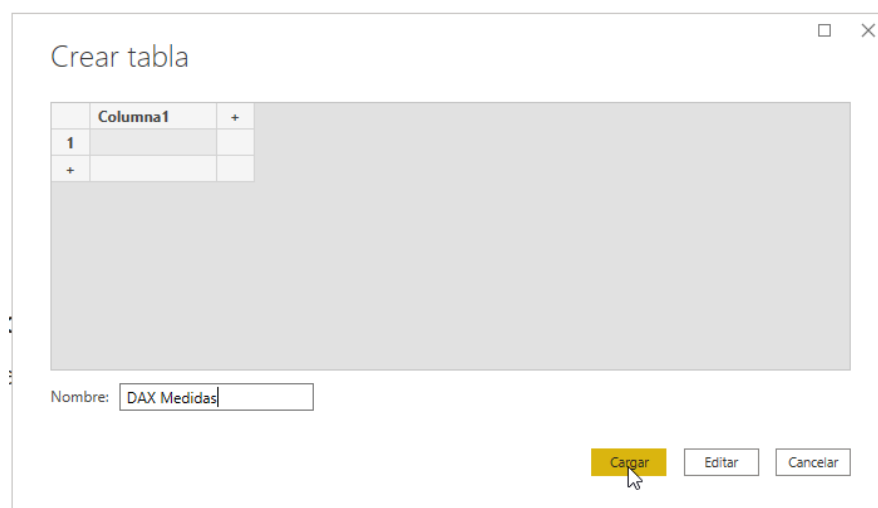 Crear tabla
Columna1 +
1
+
Nombre: DAX Medidas
Cargar Editar Cancelar